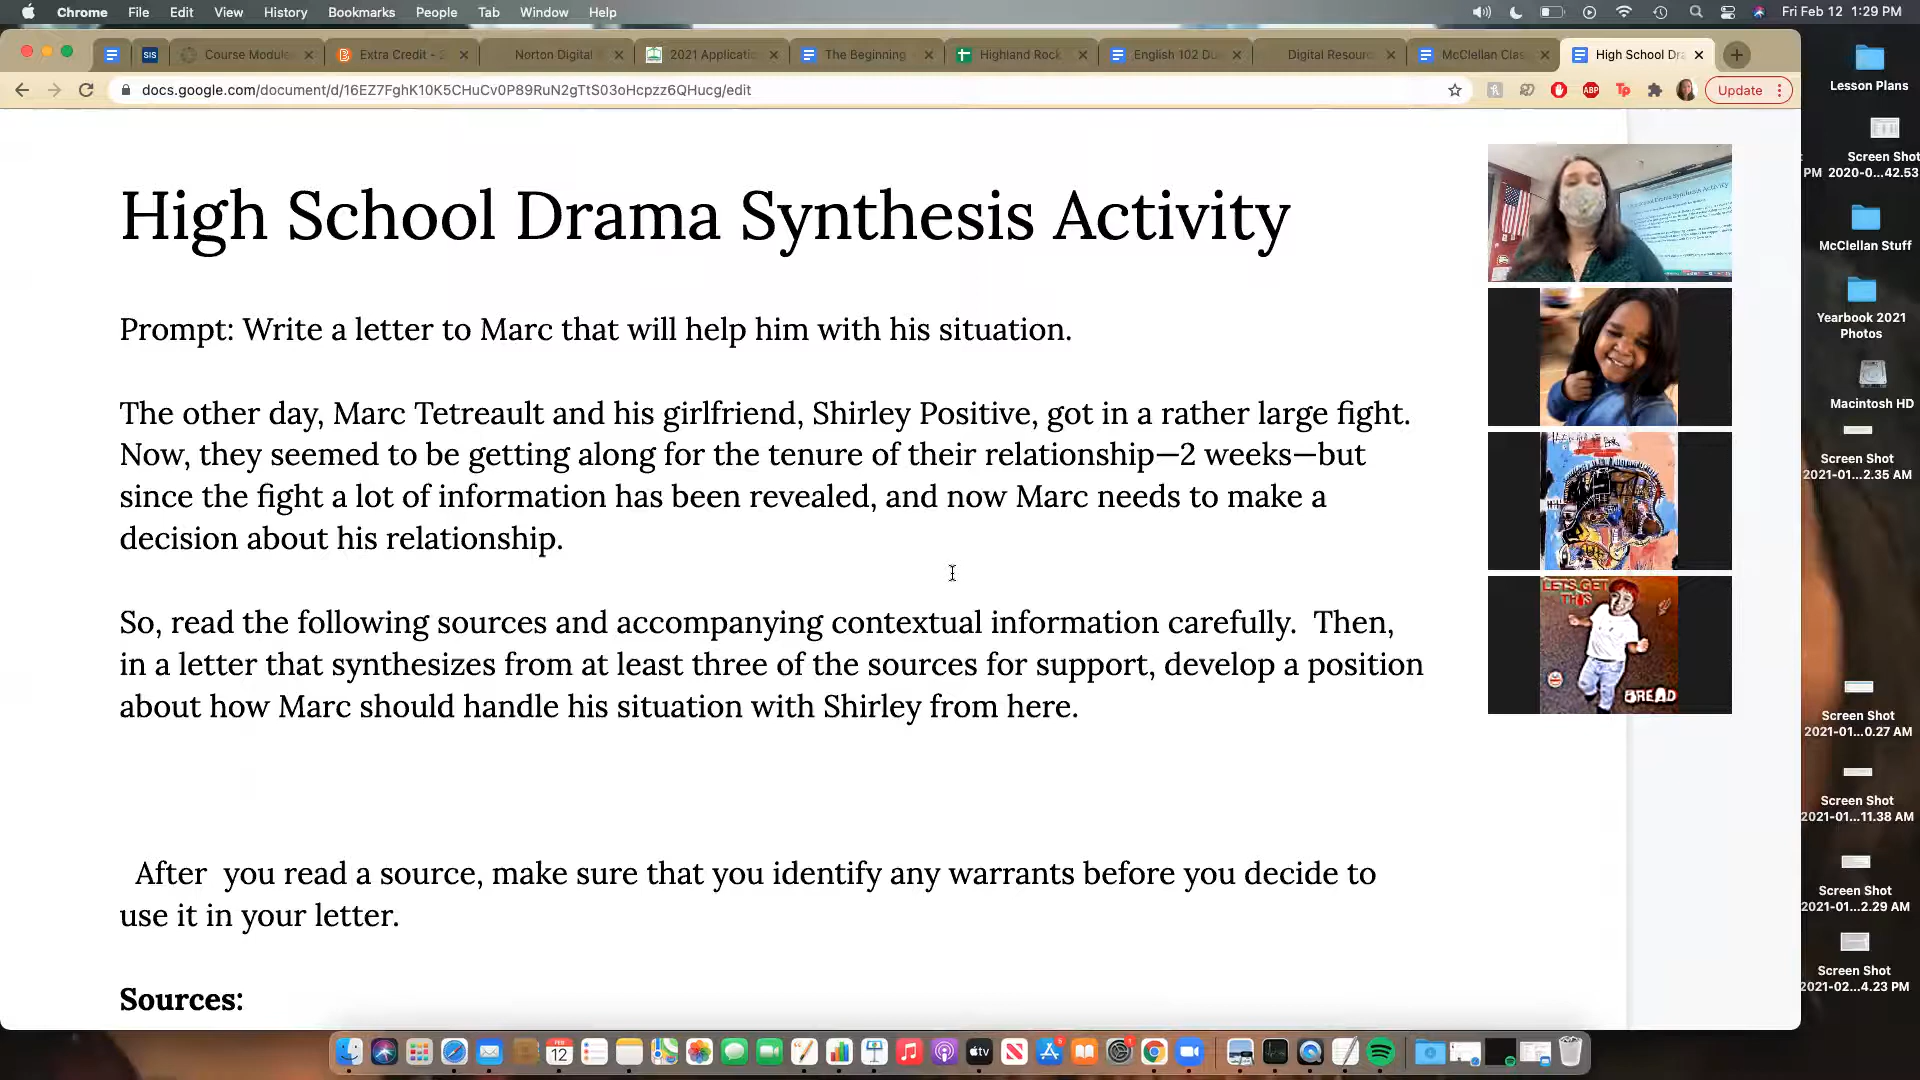 Chrome File Edit View History Bookmarks People Tab Window Help
Fri Feb 12 1:29 PM
SIS Course Module Extra Credit - Norton Digital 2021 Applicatio The Beginning Highland Rock English 102 Du Digital Resourc McClellan Clas High School Dra
docs.google.com/document/d/16EZ7FghK10K5CHuCv0P89RuN2gTtS03oHcpzz6QHucg/edit
ABP Tp Update
High School Drama Synthesis Activity
Prompt: Write a letter to Marc that will help him with his situation.
The other day, Marc Tetreault and his girlfriend, Shirley Positive, got in a rather large fight.
Now, they seemed to be getting along for the tenure of their relationship—2 weeks—but
since the fight a lot of information has been revealed, and now Marc needs to make a
decision about his relationship.
So, read the following sources and accompanying contextual information carefully.  Then,
in a letter that synthesizes from at least three of the sources for support, develop a position
about how Marc should handle his situation with Shirley from here.
After  you read a source, make sure that you identify any warrants before you decide to
use it in your letter.
Sources:
LETS GET
THIS
BREAD
Lesson Plans
Screen Shot
PM 2020-0...42.53
McClellan Stuff
Yearbook 2021
Photos
Macintosh HD
Screen Shot
2021-01...2.35 AM
Screen Shot
2021-01...0.27 AM
Screen Shot
2021-01...11.38 AM
Screen Shot
2021-01...2.29 AM
Screen Shot
2021-02...4.23 PM
FEB
12
tv